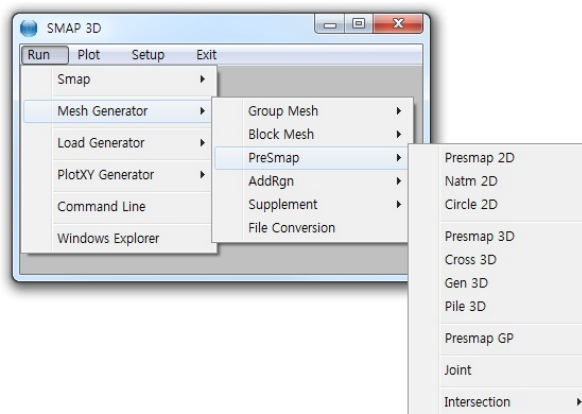 SMAP 3D
Run Plot Setup Exit
Smap
Mesh Generator
Load Generator
PlotXY Generator
Command Line
Windows Explorer
Group Mesh
Block Mesh
PreSmap
AddRgn
Supplement
File Conversion
Presmap 2D
Natm 2D
Circle 2D
Presmap 3D
Cross 3D
Gen 3D
Pile 3D
Presmap GP
Joint
Intersection